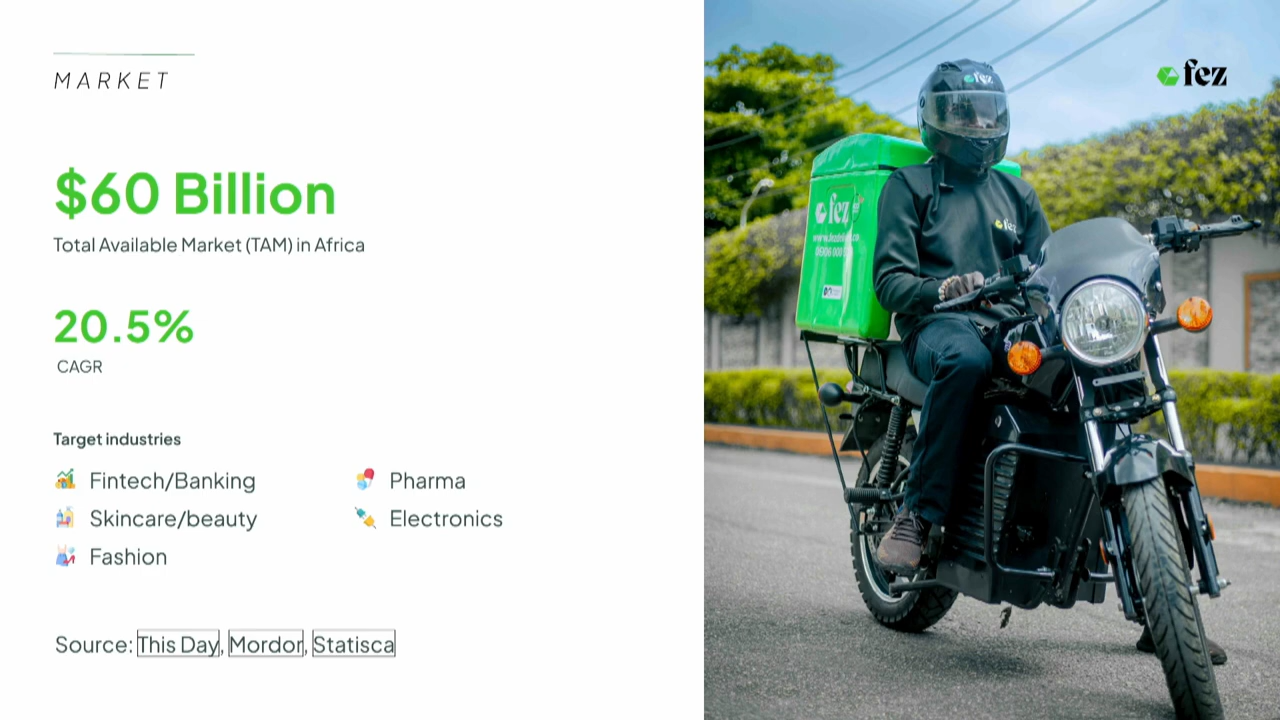 MARKET
$60 Billion
Total Available Market (TAM) in Africa
20.5%
CAGR
Target industries
Fintech/Banking
Pharma
Skincare/beauty
Electronics
Fashion
Source: This Day, Mordor, Statisca
fez
fez
fez
fez